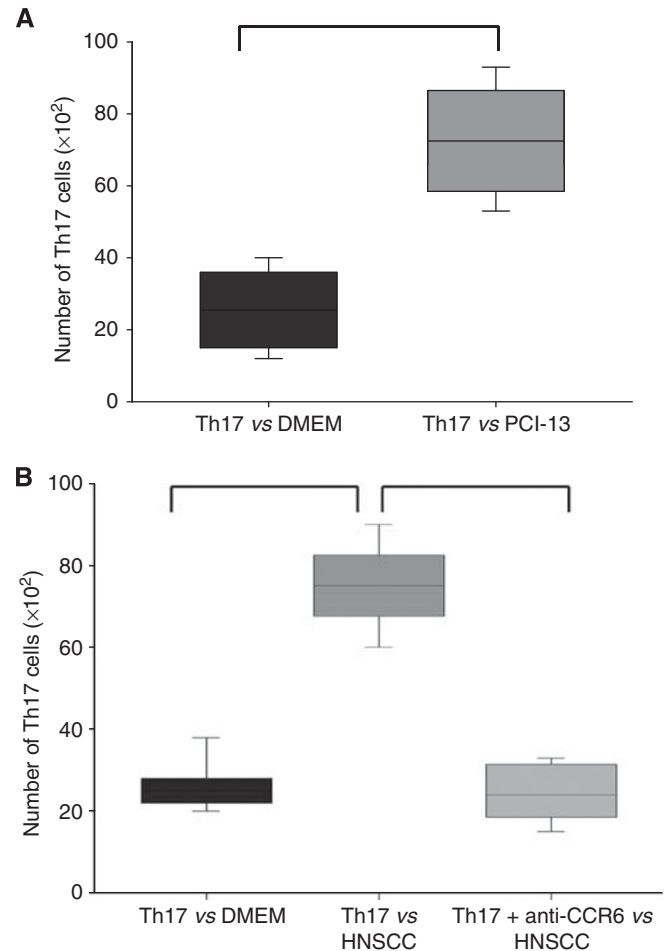 A
Number of Th17 cells (×10²)
100
80
60
40
20
0
Th17 vs DMEM
Th17 vs PCI-13
B
Number of Th17 cells (×10²)
100
80
60
40
20
0
Th17 vs DMEM
Th17 vs
HNSCC
Th17 + anti-CCR6 vs
HNSCC